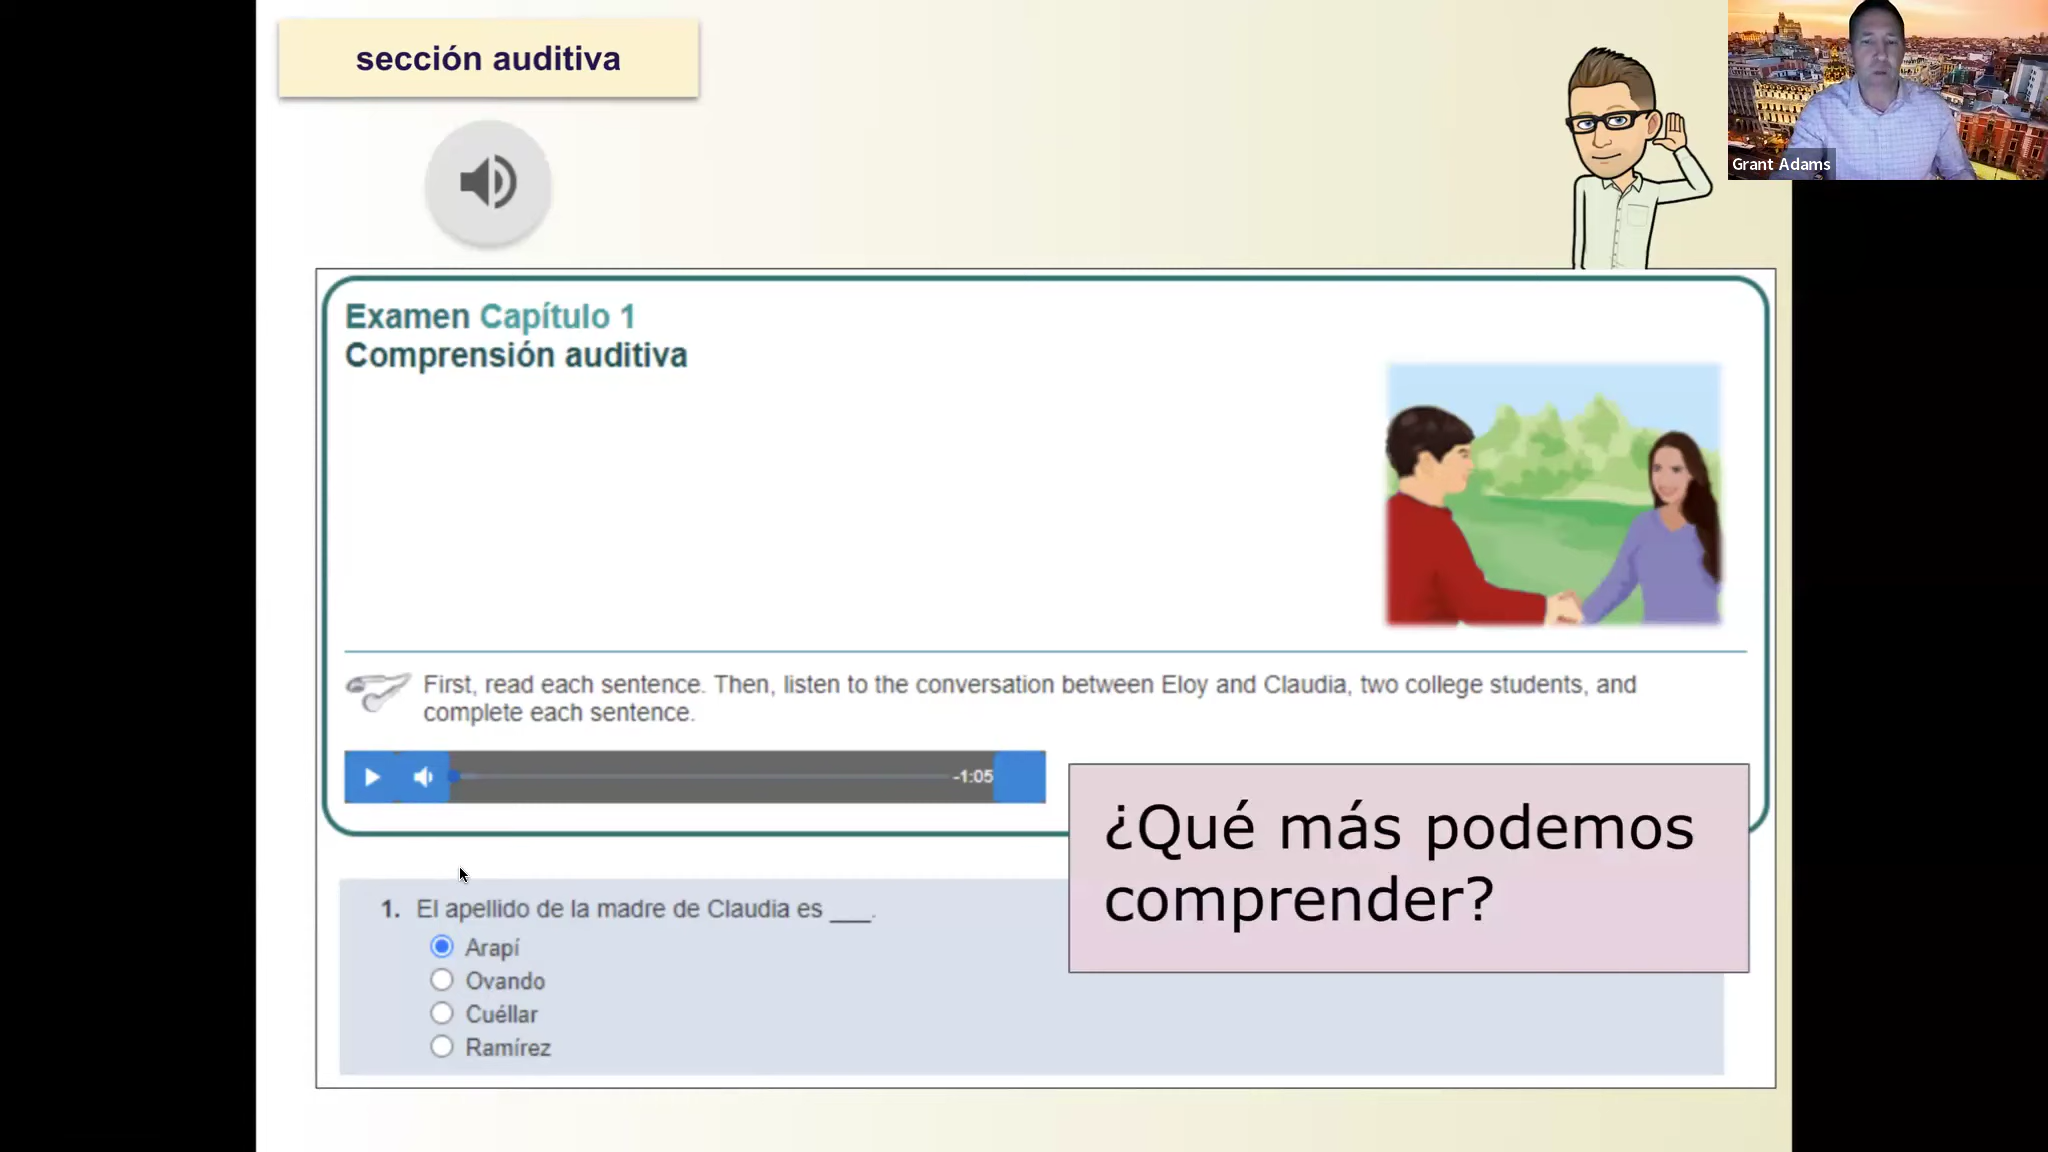 sección auditiva
Grant Adams
Examen Capítulo 1
Comprensión auditiva
First, read each sentence. Then, listen to the conversation between Eloy and Claudia, two college students, and
complete each sentence.
-1:05
¿Qué más podemos
comprender?
1. El apellido de la madre de Claudia es ___.
Arapí
Ovando
Cuéllar
Ramírez